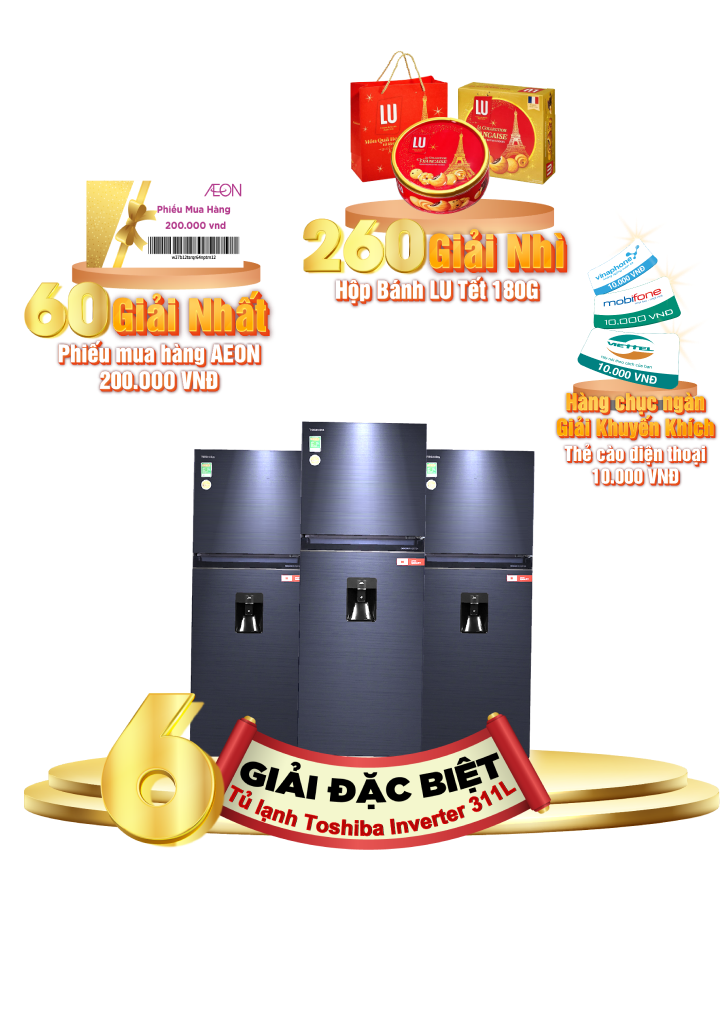 LU
LU
LA COLLECTION
LU
ÆON
Phiếu Mua Hàng
200.000 vnd
260 Giải Nhì
Hộp Bánh LU Tết 180G
60 Giải Nhất
Phiếu mua hàng AEON
200.000 VNĐ
vinaphone
10.000 VNĐ
mobifone
10.000 VNĐ
VIETTEL
10.000 VNĐ
Hàng chục ngàn
Giải Khuyến Khích
Thẻ cào điện thoại
10.000 VNĐ
6
GIẢI ĐẶC BIỆT
Tủ lạnh Toshiba Inverter 311L